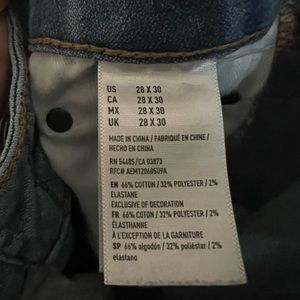 US 28 X 30
CA 28 X 30
MX 28 X 30
UK 28 X 30
MADE IN CHINA / FABRIQUÉ EN CHINE /
HECHO EN CHINA
RN 54485/CA 03873
RFC# AEM1206059UA
EN 66% COTTON / 32% POLYESTER / 2%
ELASTANE
EXCLUSIVE OF DECORATION
FR 66% COTON / 32% POLYESTER / 2%
ÉLASTHANNE
À L'EXCEPTION DE LA GARNITURE
SP 66% algodón / 32% poliéster / 2%
elastano